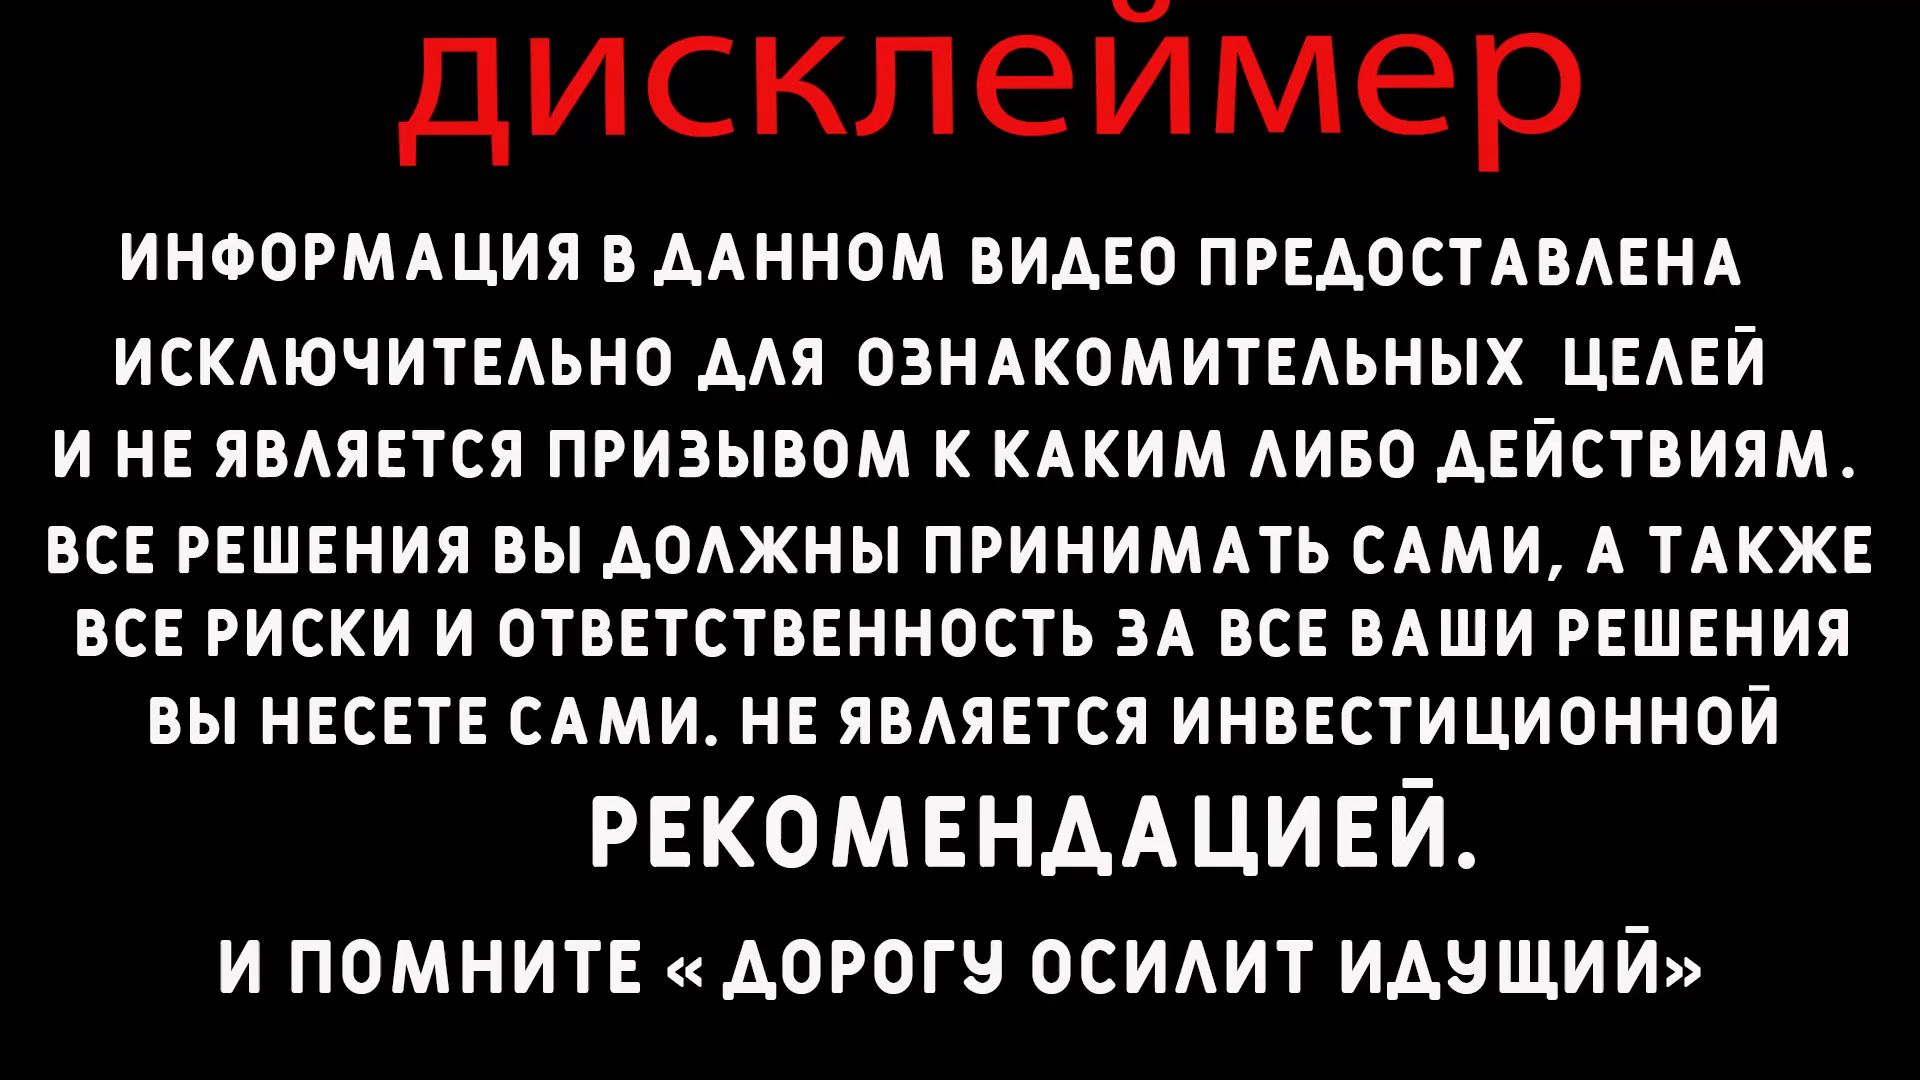 дисклеймер
ИНФОРМАЦИЯ В ДАННОМ ВИДЕО ПРЕДОСТАВЛЕНА
ИСКЛЮЧИТЕЛЬНО ДЛЯ ОЗНАКОМИТЕЛЬНЫХ ЦЕЛЕЙ
И НЕ ЯВЛЯЕТСЯ ПРИЗЫВОМ К КАКИМ ЛИБО ДЕЙСТВИЯМ.
ВСЕ РЕШЕНИЯ ВЫ ДОЛЖНЫ ПРИНИМАТЬ САМИ, А ТАКЖЕ
ВСЕ РИСКИ И ОТВЕТСТВЕННОСТЬ ЗА ВСЕ ВАШИ РЕШЕНИЯ
ВЫ НЕСЕТЕ САМИ. НЕ ЯВЛЯЕТСЯ ИНВЕСТИЦИОННОЙ
РЕКОМЕНДАЦИЕЙ.
И ПОМНИТЕ « ДОРОГУ ОСИЛИТ ИДУЩИЙ»